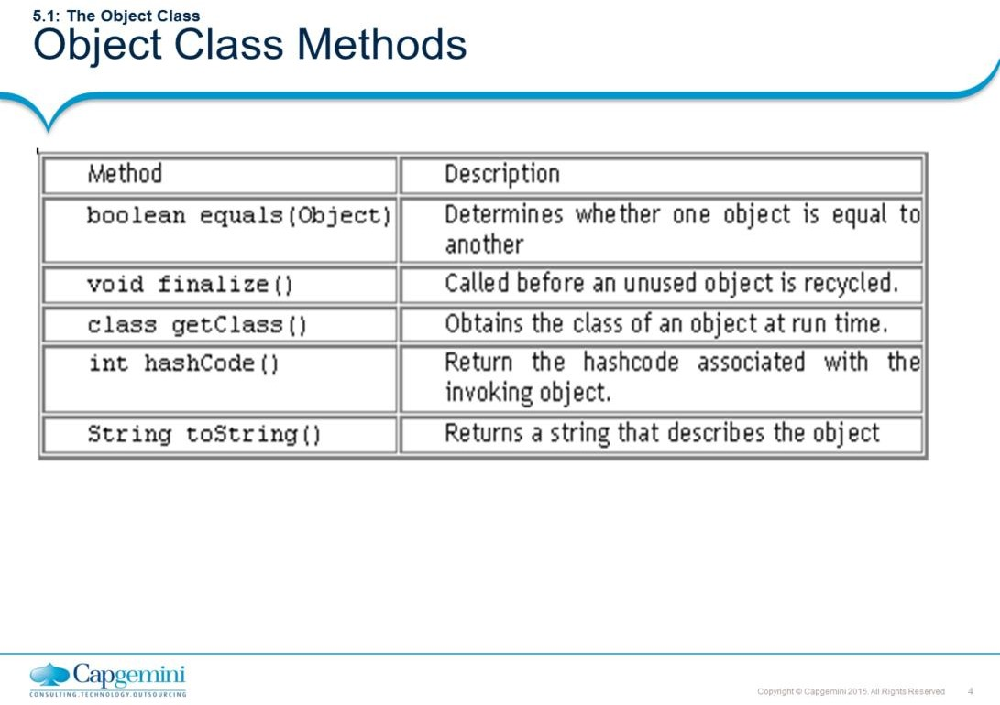 5.1: The Object Class
Object Class Methods
Method
Description
boolean equals(Object)
Determines whether one object is equal to
another
void finalize()
Called before an unused object is recycled.
class getClass()
Obtains the class of an object at run time.
int hashCode()
Return the hashcode associated with the
invoking object.
String toString()
Returns a string that describes the object
Capgemini
CONSULTING.TECHNOLOGY.OUTSOURCING
Copyright © Capgemini 2015. All Rights Reserved
4